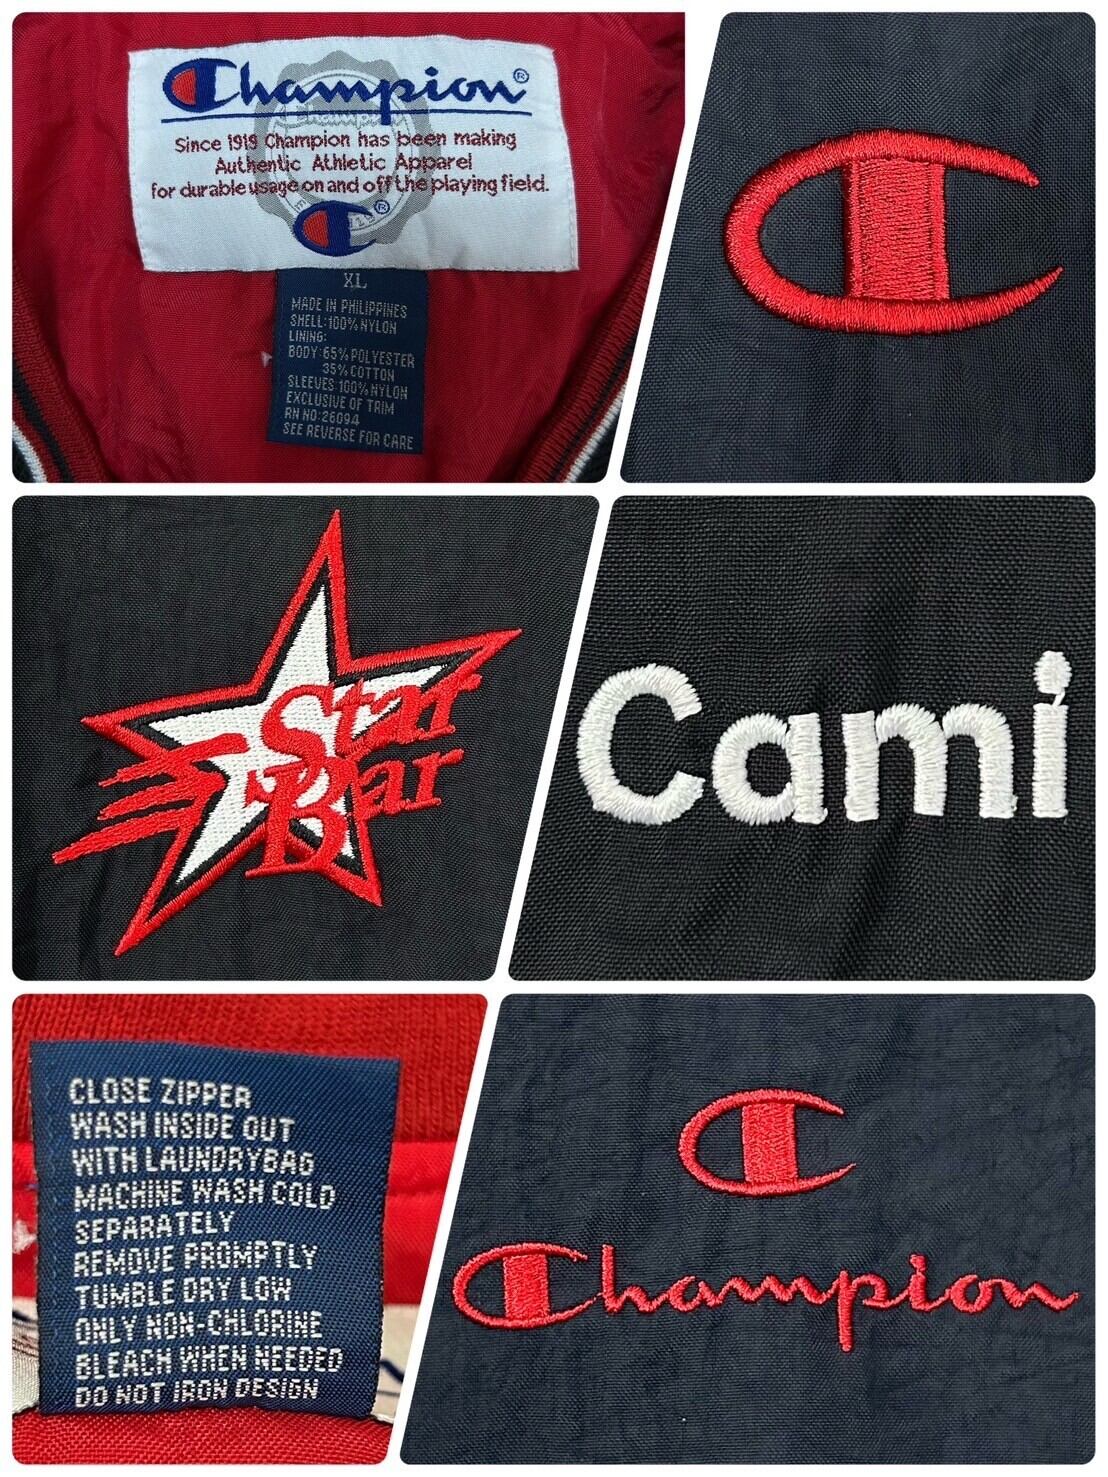 Champion®
Since 1919 Champion has been making
Authentic Athletic Apparel
for durable usage on and off the playing field.
XL
MADE IN PHILIPPINES
SHELL:100% NYLON
LINING:
BODY:65% POLYESTER
35% COTTON
SLEEVES:100% NYLON
EXCLUSIVE OF TRIM
RN NO:26094
SEE REVERSE FOR CARE
Star
Bar
Cami
CLOSE ZIPPER
WASH INSIDE OUT
WITH LAUNDRYBAG
MACHINE WASH COLD
SEPARATELY
REMOVE PROMPTLY
TUMBLE DRY LOW
ONLY NON-CHLORINE
BLEACH WHEN NEEDED
DO NOT IRON DESIGN
Champion